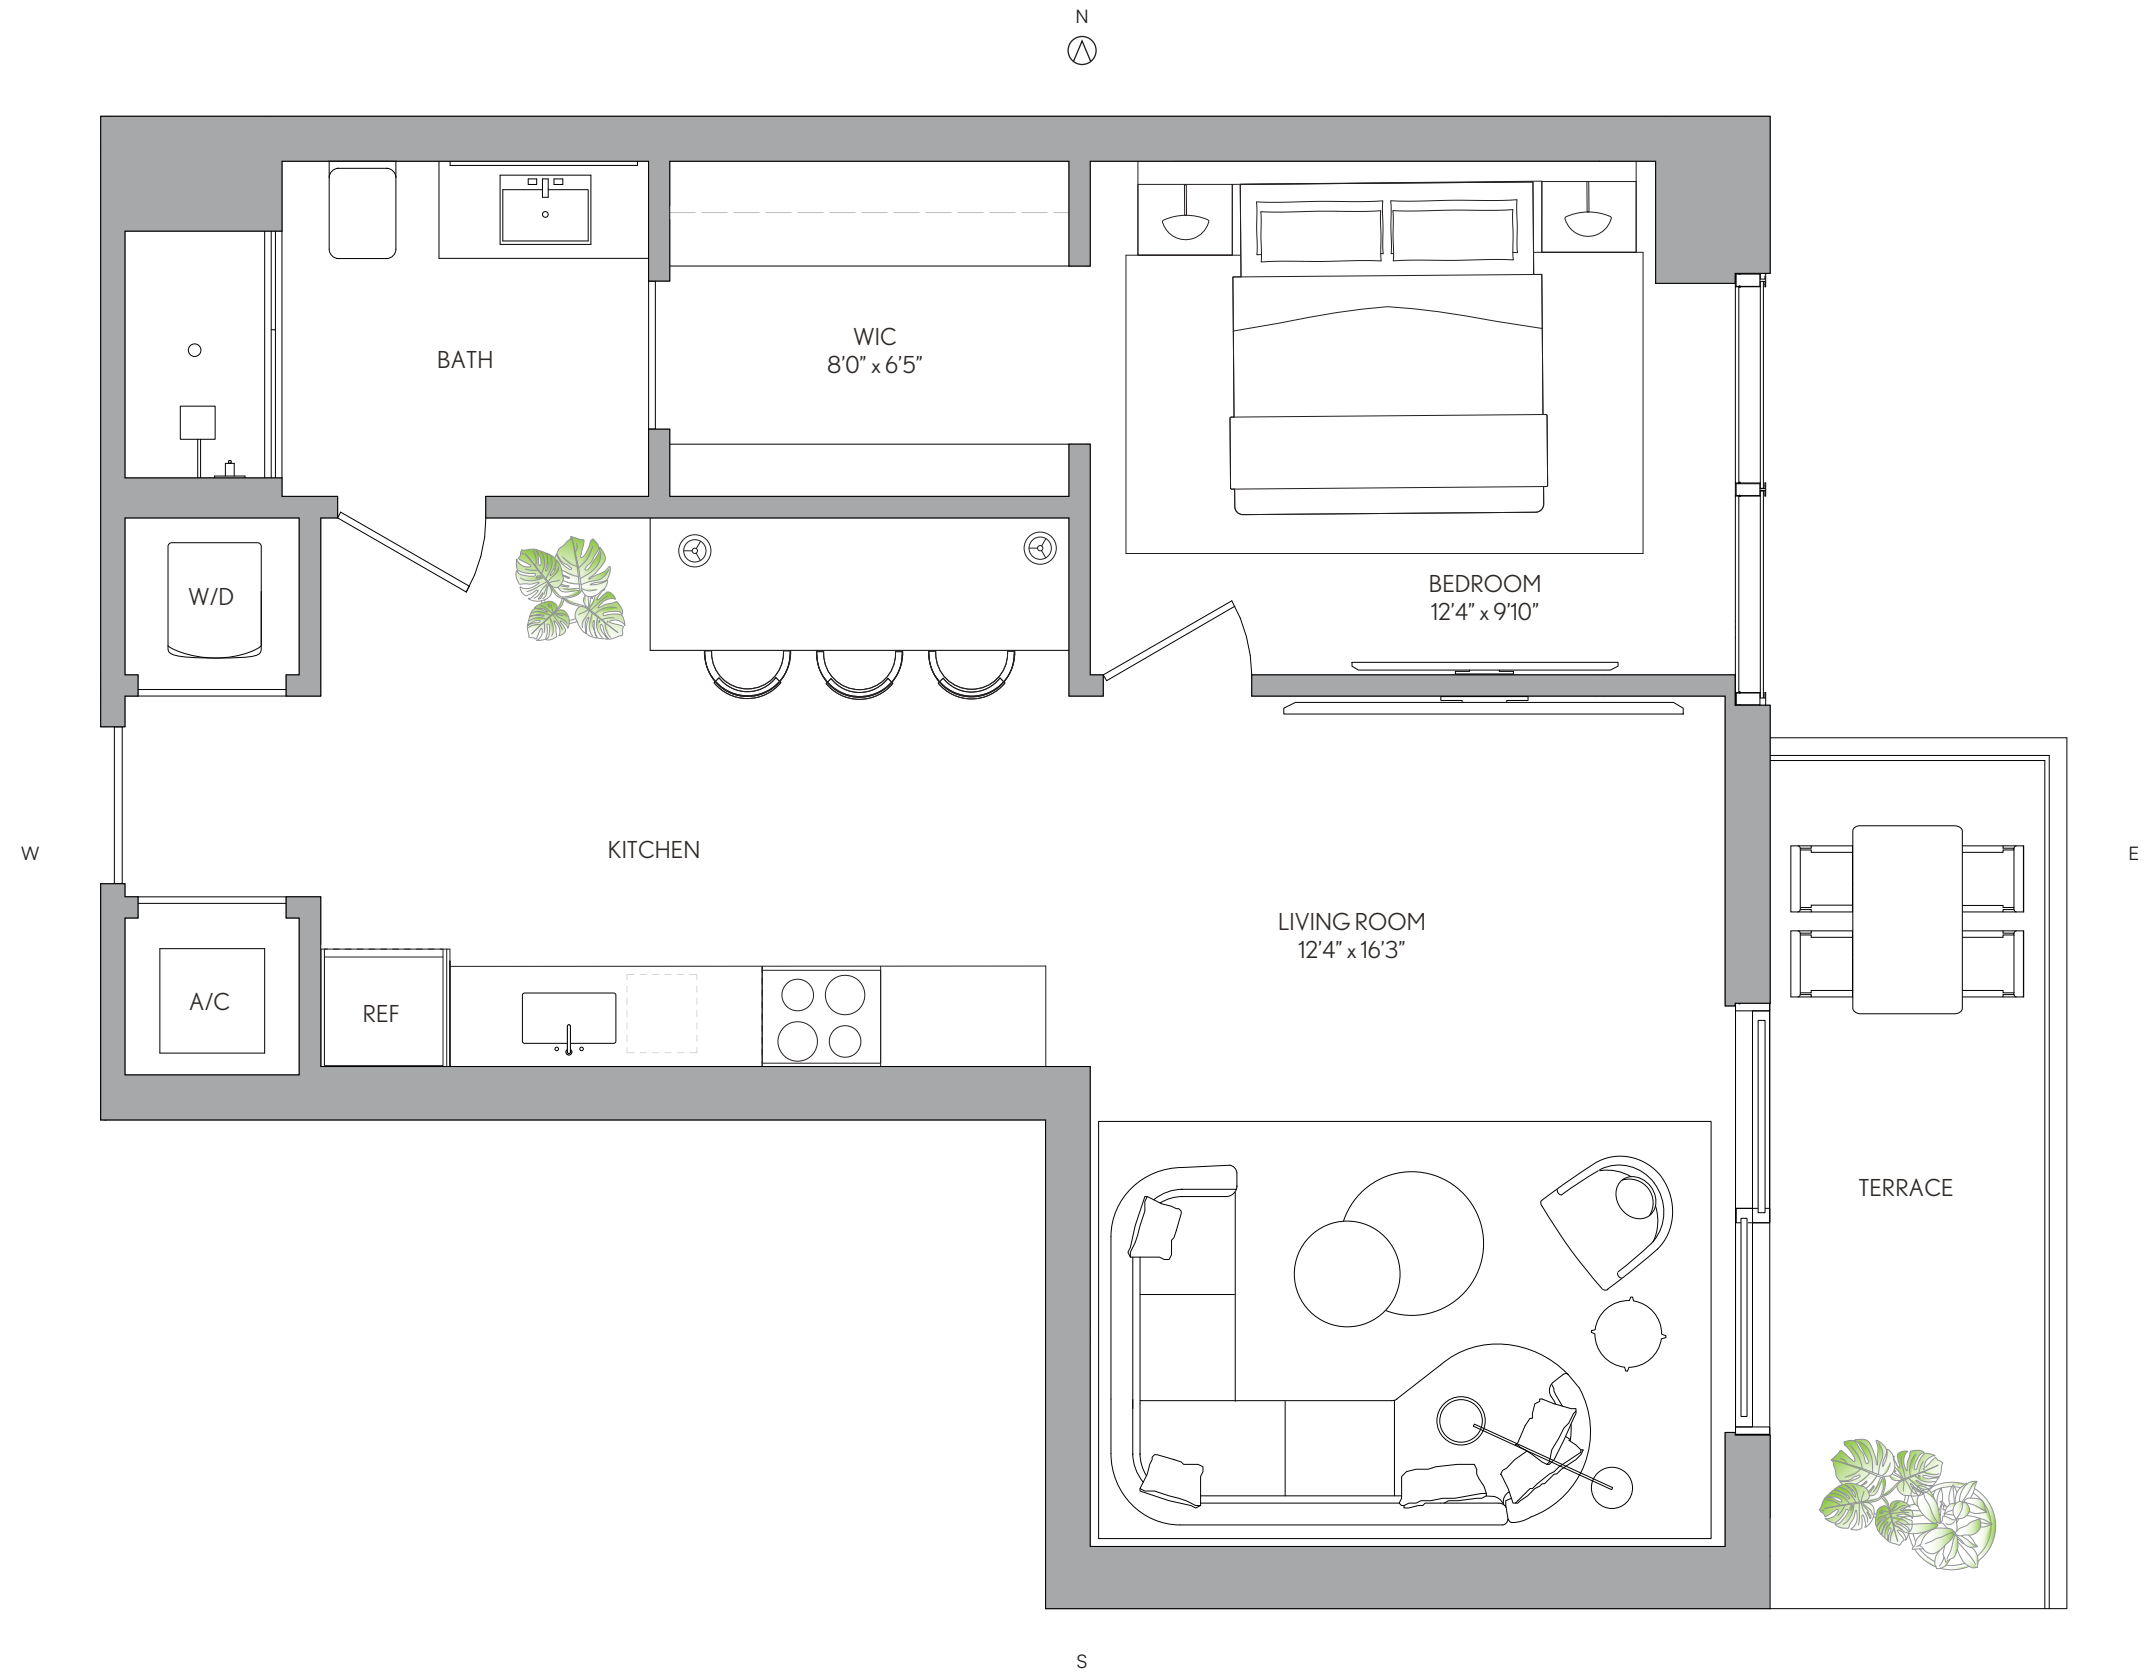 N
BATH
WIC
8'0" x 6'5"
W/D
BEDROOM
12'4" x 9'10"
W
KITCHEN
E
LIVING ROOM
12'4" x 16'3"
A/C
REF
TERRACE
S